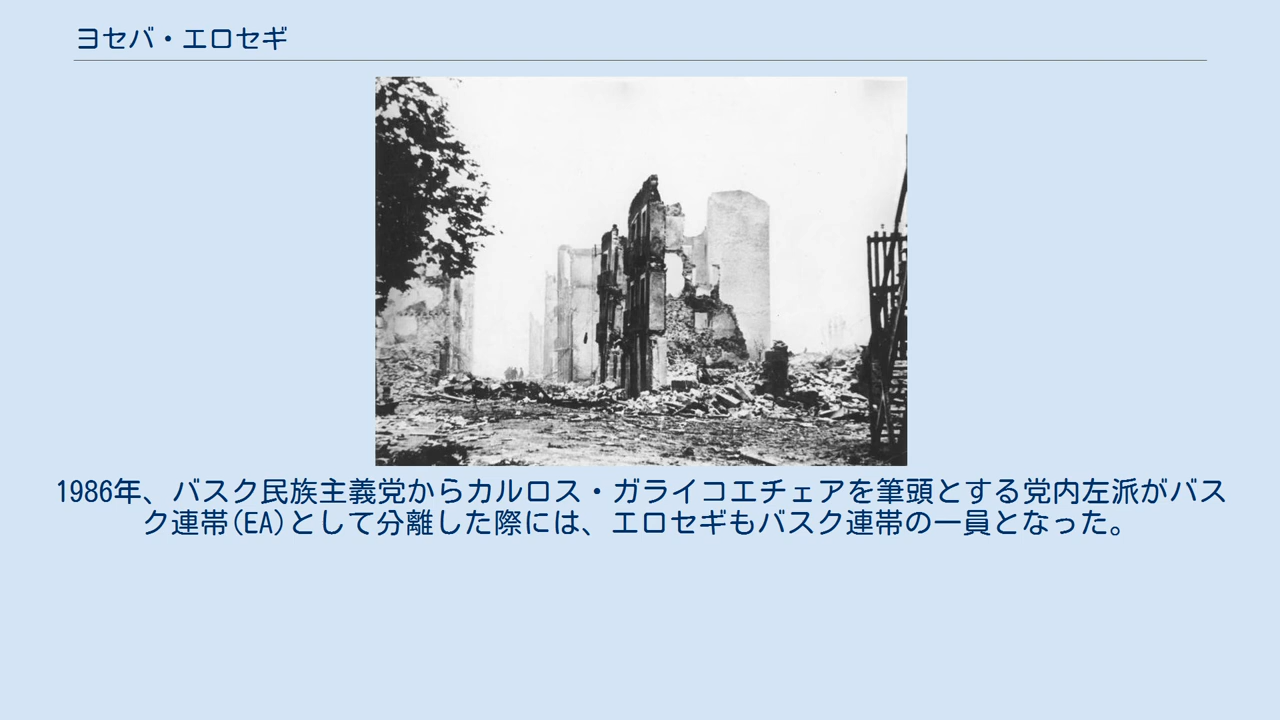 ヨセバ・エロセギ
1986年、バスク民族主義党からカルロス・ガライコエチェアを筆頭とする党内左派がバス
ク連帯(EA)として分離した際には、エロセギもバスク連帯の一員となった。